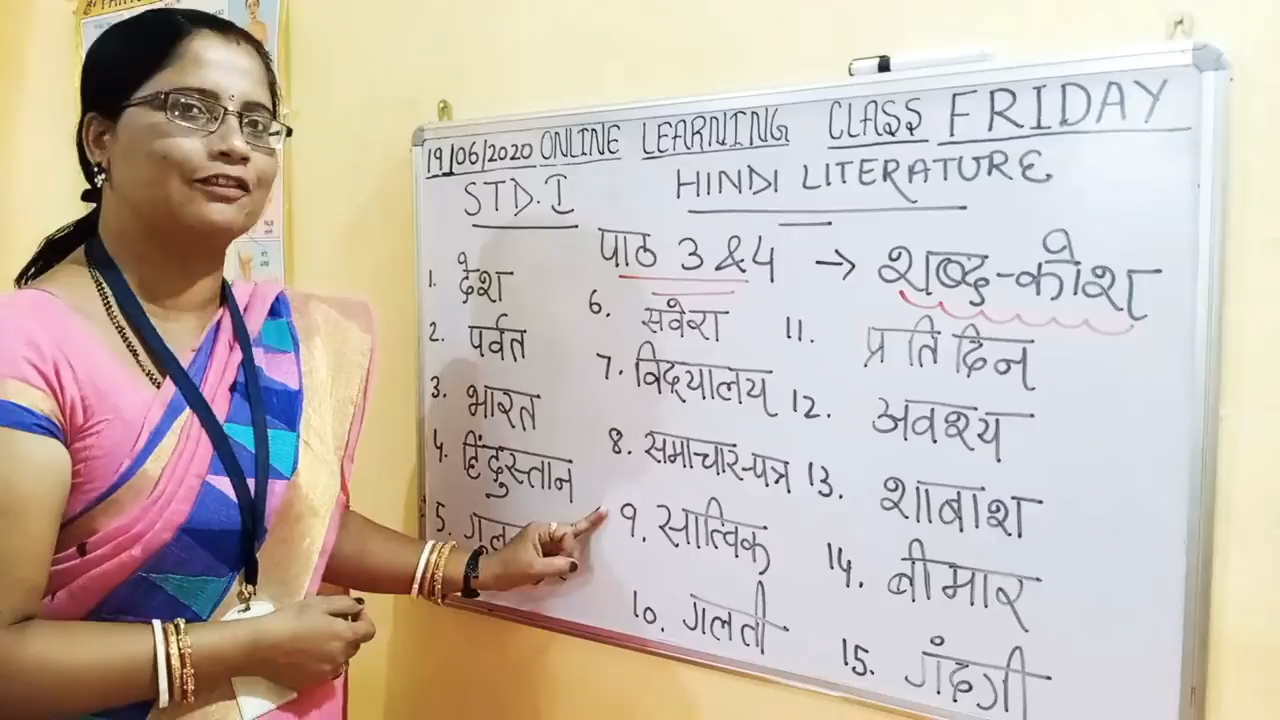 19/06/2020 ONLINE LEARNING CLASS FRIDAY
STD. I HINDI LITERATURE
पाठ 3 & 4 → शब्द-कोश
1. देश
2. पर्वत
3. भारत
4. हिंदुस्तान
5.
6. सवेरा
7. विद्यालय
8. समाचार-पत्र
9. सात्विक
10. गलती
11. प्रतिदिन
12. अवश्य
13. शाबाश
14. बीमार
15. गंदगी